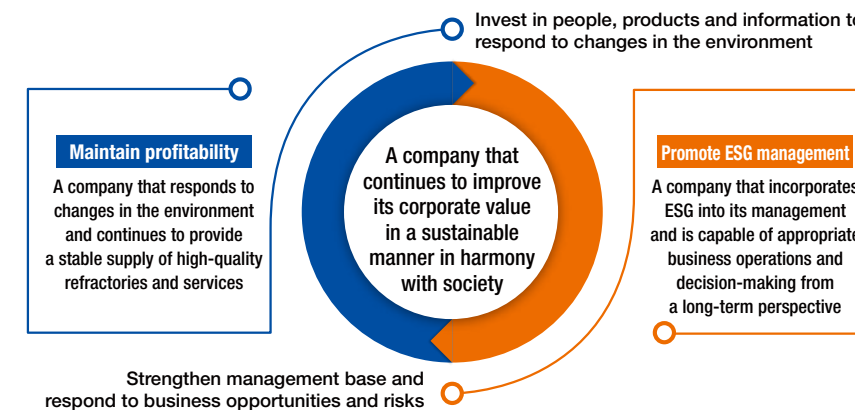 Invest in people, products and information to
respond to changes in the environment
Maintain profitability
A company that responds to
changes in the environment
and continues to provide
a stable supply of high-quality
refractories and services
A company that
continues to improve
its corporate value
in a sustainable
manner in harmony
with society
Promote ESG management
A company that incorporates
ESG into its management
and is capable of appropriate
business operations and
decision-making from
a long-term perspective
Strengthen management base and
respond to business opportunities and risks